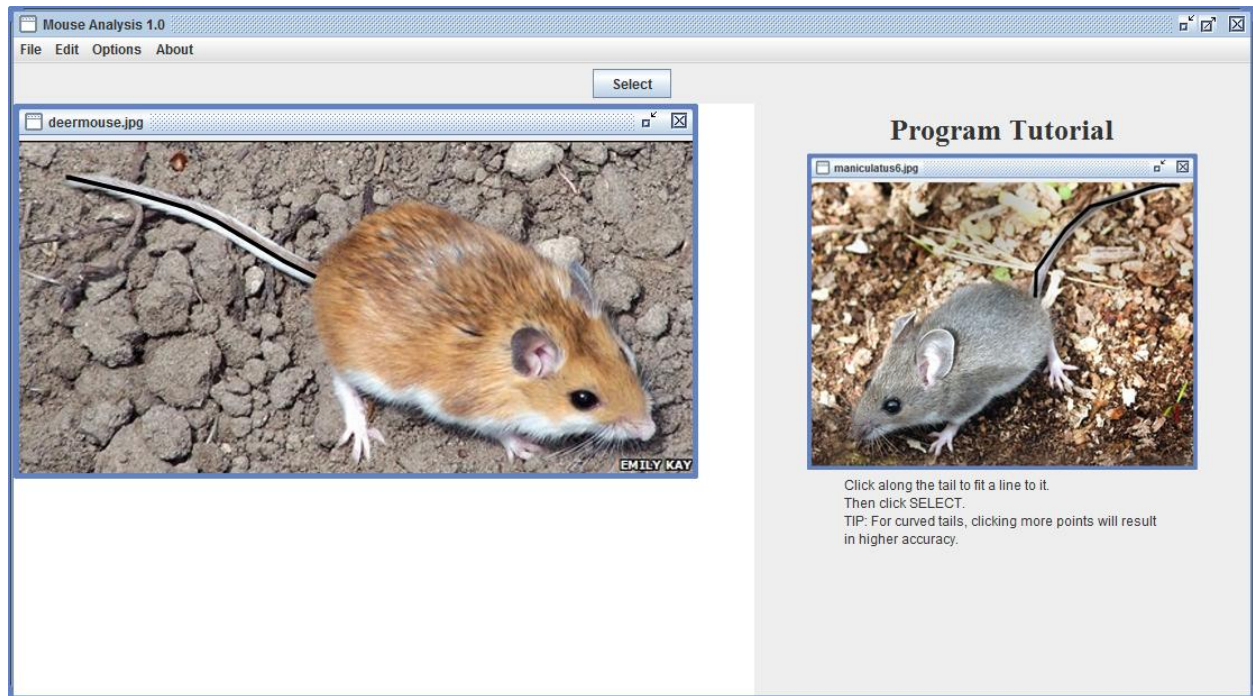 Mouse Analysis 1.0
File Edit Options About
Select
deermouse.jpg
EMILY KAY
Program Tutorial
maniculatus6.jpg
Click along the tail to fit a line to it.
Then click SELECT.
TIP: For curved tails, clicking more points will result
in higher accuracy.